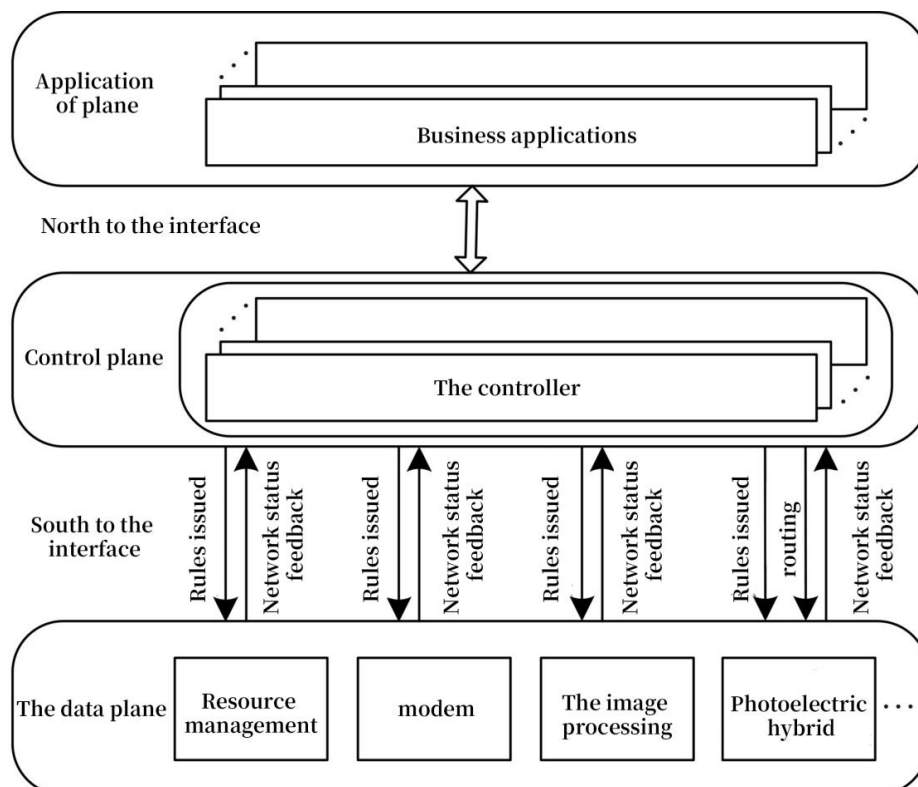 Application
of plane
Business applications
North to the interface
Control plane
The controller
South to the
interface
Rules issued
Network status
feedback
Rules issued
Network status
feedback
Rules issued
Network status
feedback
Rules issued
routing
Network status
feedback
The data plane
Resource
management
modem
The image
processing
Photoelectric
hybrid